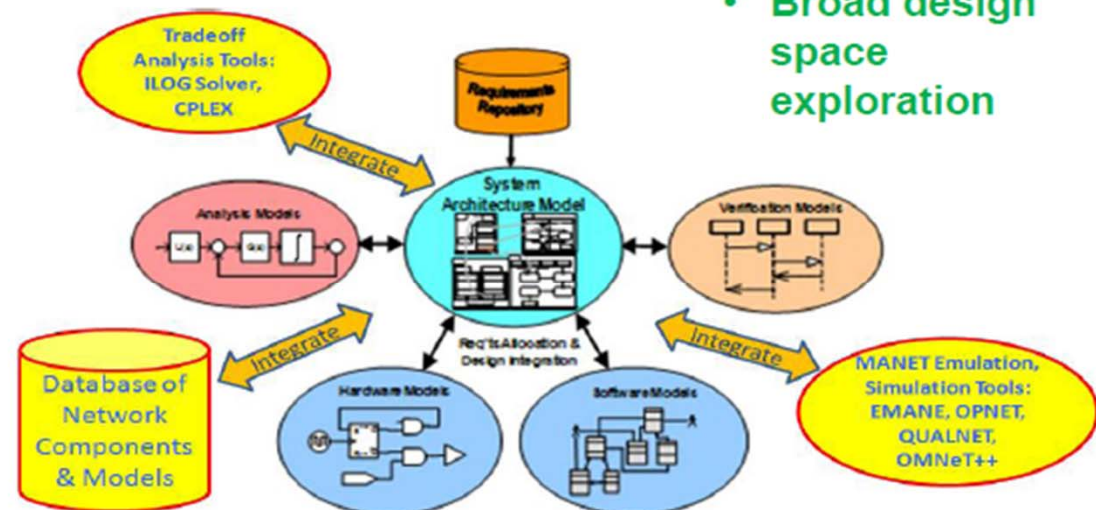 • Broad design
space
exploration
Tradeoff
Analysis Tools:
ILOG Solver,
CPLEX
Requirements
Repository
Integrate
System
Architecture Model
Analysis Models
G(s)
Verification Models
Integrate
Req'ts Allocation &
Design Integration
Integrate
Database of
Network
Components
& Models
Hardware Models
Software Models
MANET Emulation,
Simulation Tools:
EMANE, OPNET,
QUALNET,
OMNeT++